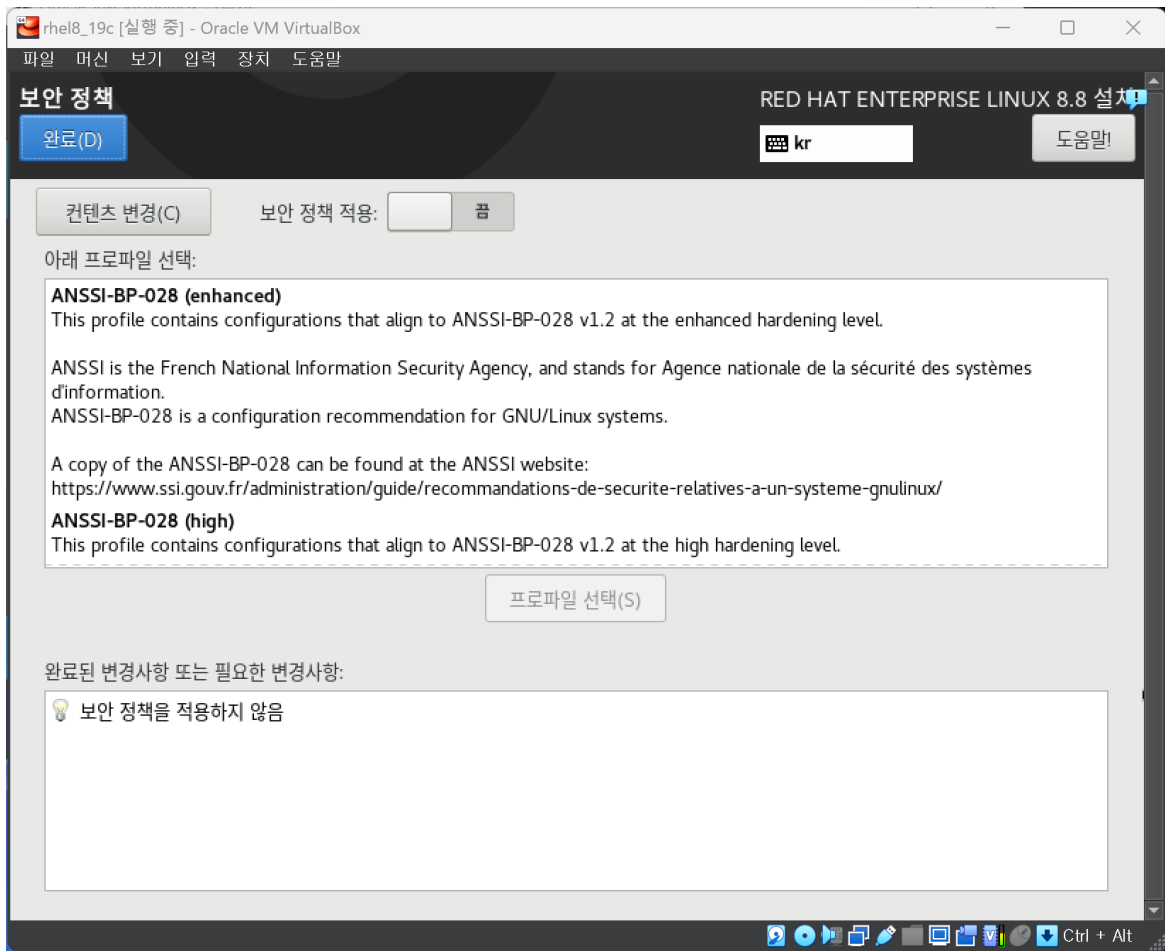 rhel8_19c [실행 중] - Oracle VM VirtualBox
파일 머신 보기 입력 장치 도움말
보안 정책
RED HAT ENTERPRISE LINUX 8.8 설치
완료(D)
kr
도움말!
컨텐츠 변경(C)
보안 정책 적용:
끔
아래 프로파일 선택:
ANSSI-BP-028 (enhanced)
This profile contains configurations that align to ANSSI-BP-028 v1.2 at the enhanced hardening level.
ANSSI is the French National Information Security Agency, and stands for Agence nationale de la sécurité des systèmes
d'information.
ANSSI-BP-028 is a configuration recommendation for GNU/Linux systems.
A copy of the ANSSI-BP-028 can be found at the ANSSI website:
https://www.ssi.gouv.fr/administration/guide/recommandations-de-securite-relatives-a-un-systeme-gnulinux/
ANSSI-BP-028 (high)
This profile contains configurations that align to ANSSI-BP-028 v1.2 at the high hardening level.
프로파일 선택(S)
완료된 변경사항 또는 필요한 변경사항:
보안 정책을 적용하지 않음
Ctrl + Alt